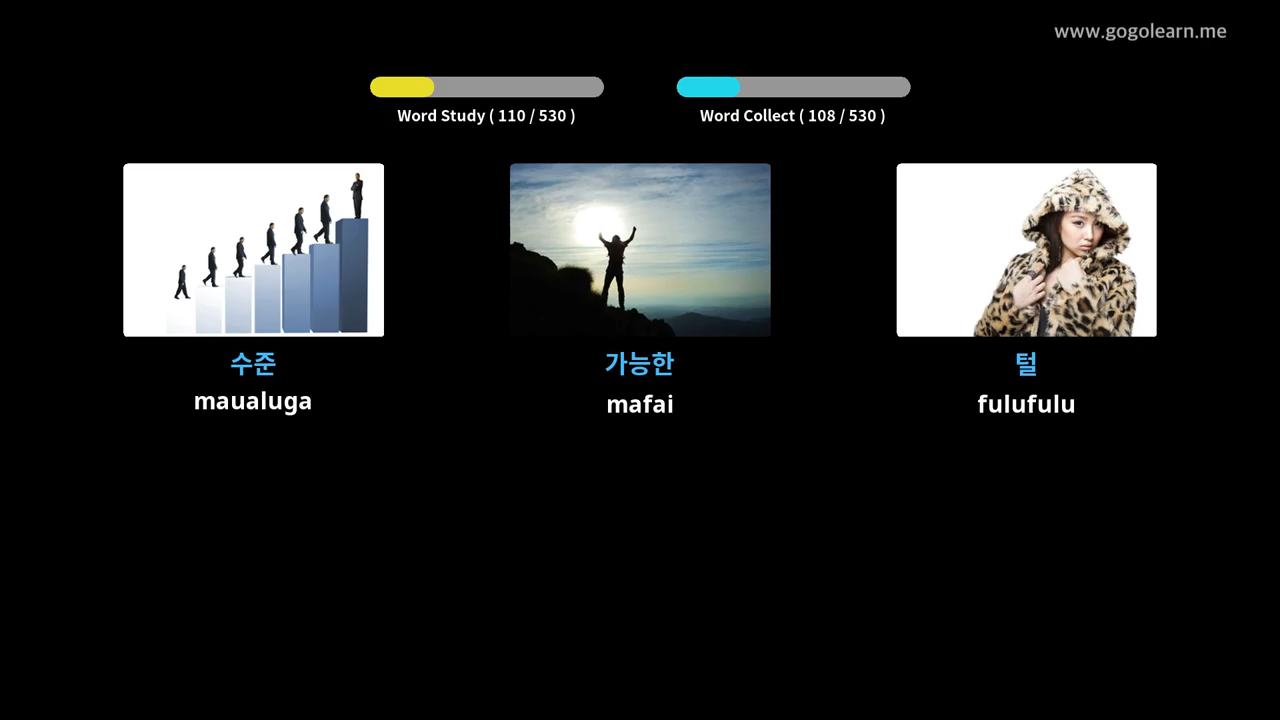 www.gogolearn.me
Word Study ( 110 / 530 )
Word Collect ( 108 / 530 )
수준
maualuga
가능한
mafai
털
fulufulu